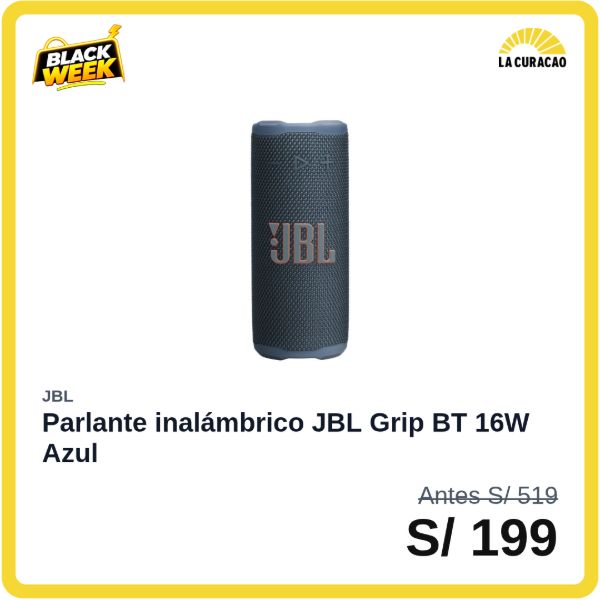 BLACK
WEEK
LA CURACAO
JBL
JBL
Parlante inalámbrico JBL Grip BT 16W
Azul
Antes S/ 519
S/ 199